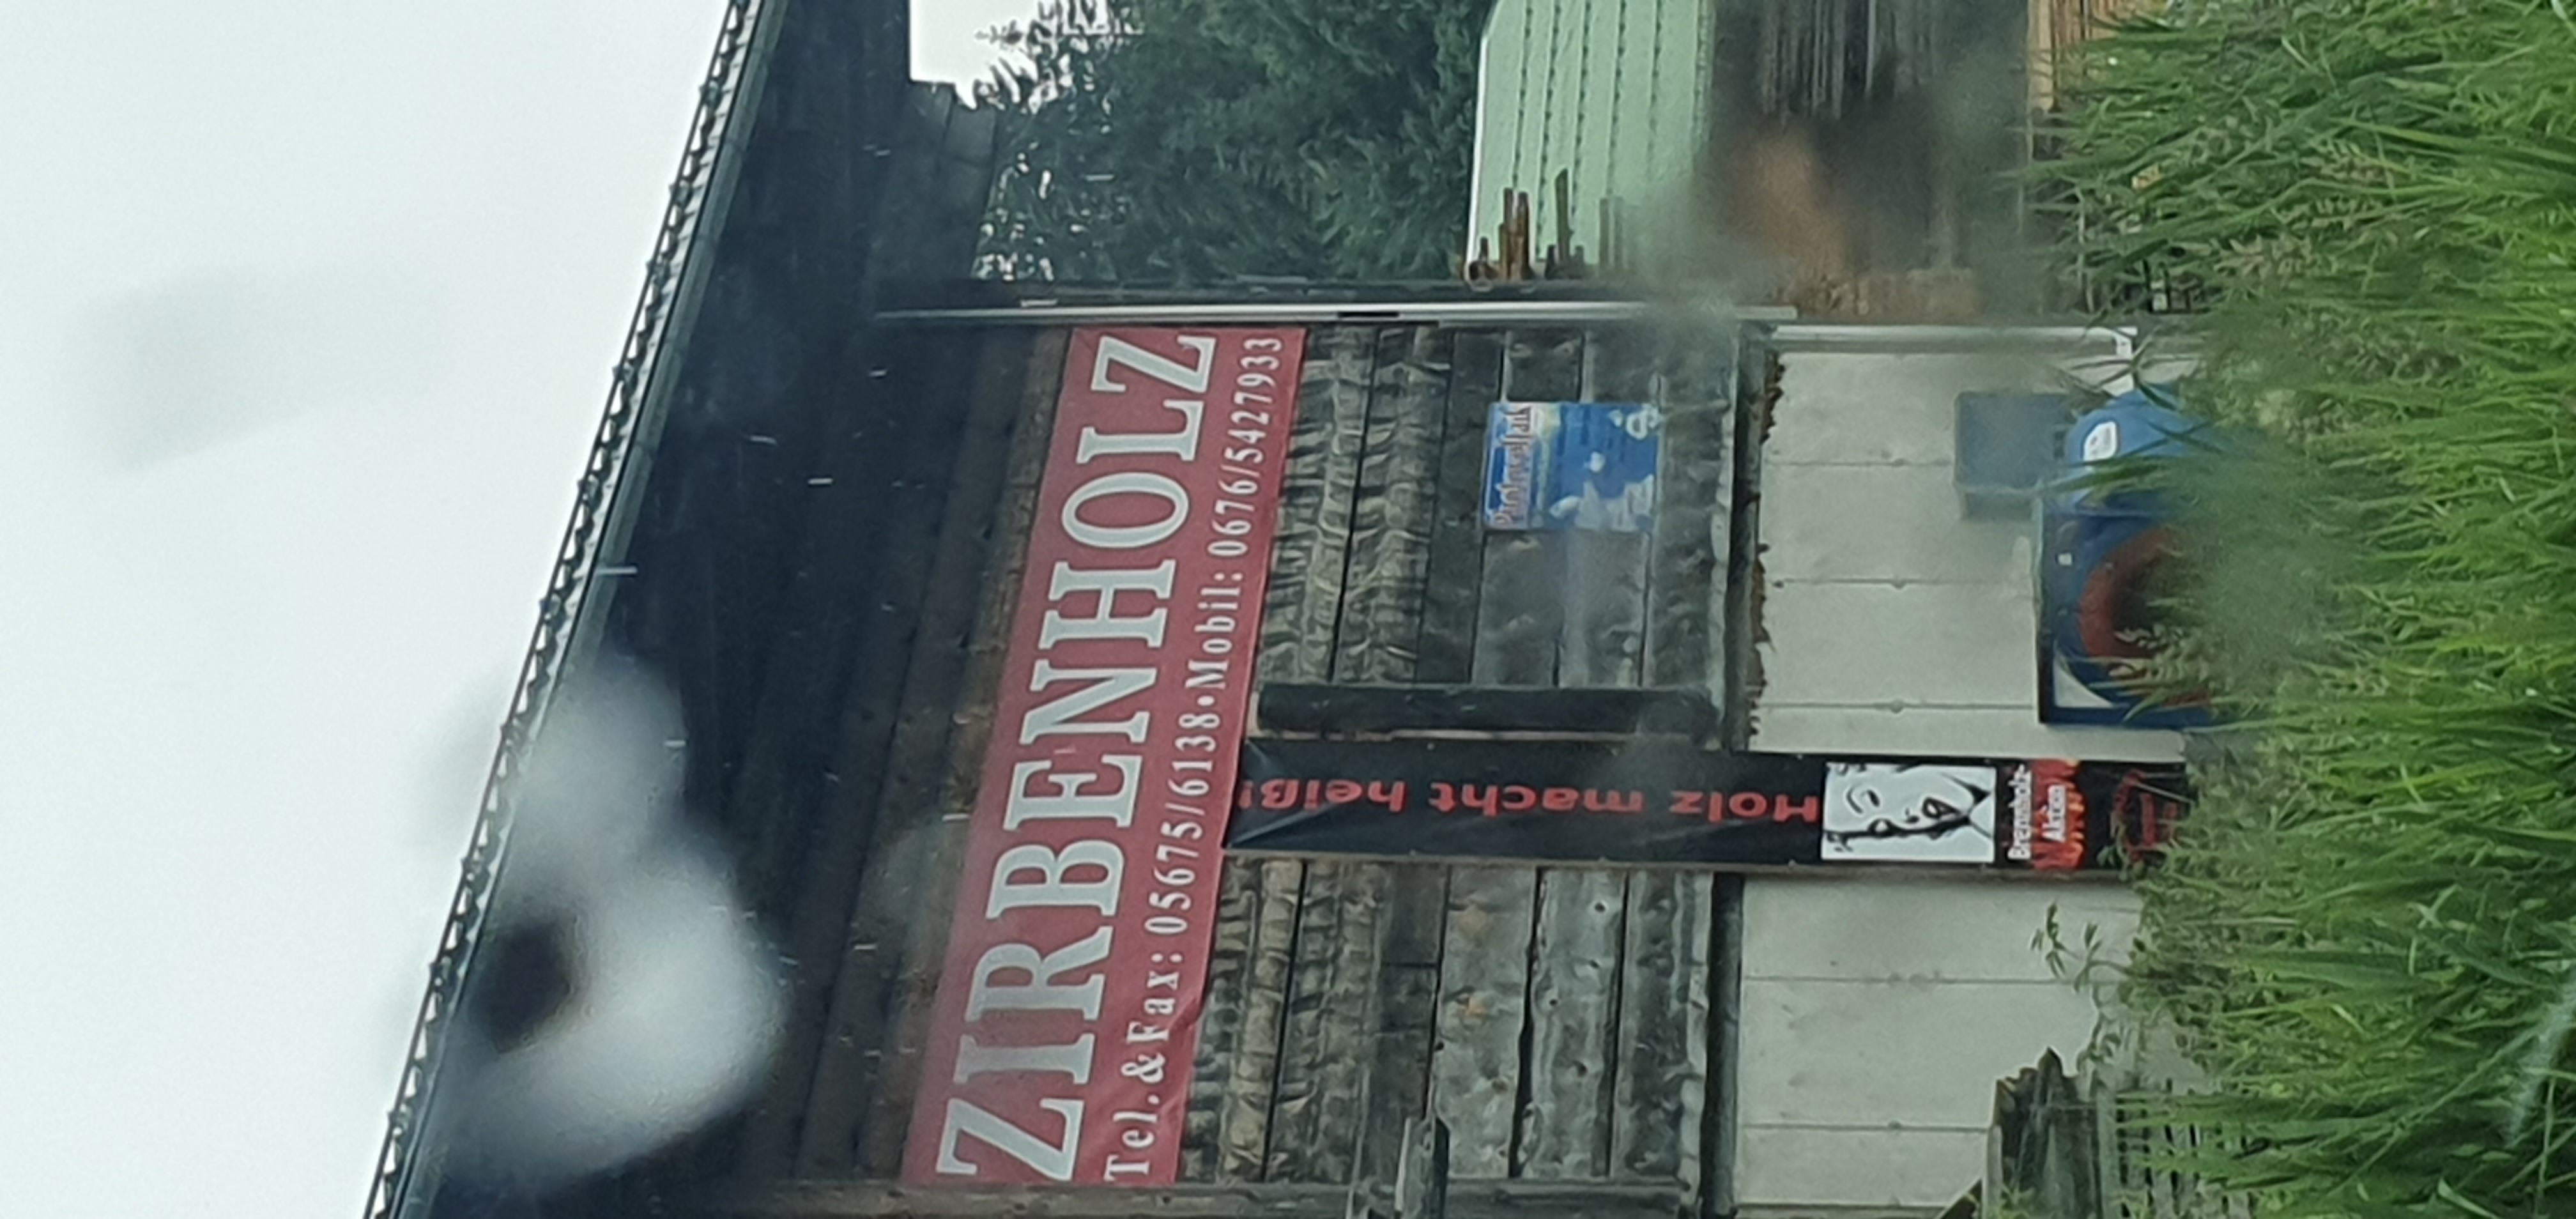 ZIRBENHOLZ
Tel.&Fax: 05675/6138•Mobil: 0676/5427933
Holz macht heiß!
Brennholz-
Aktion